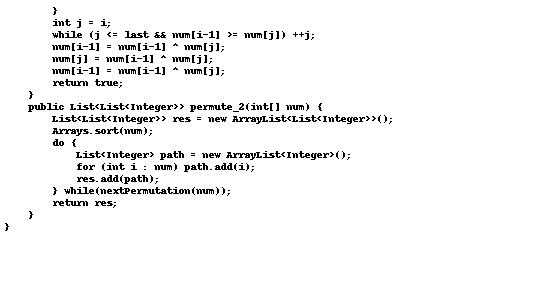 }
        int j = i;
        while (j <= last && num[i-1] >= num[j]) ++j;
        num[i-1] = num[i-1] ^ num[j];
        num[j] = num[i-1] ^ num[j];
        num[i-1] = num[i-1] ^ num[j];
        return true;
    }
    public List<List<Integer>> permute_2(int[] num) {
        List<List<Integer>> res = new ArrayList<List<Integer>>();
        Arrays.sort(num);
        do {
            List<Integer> path = new ArrayList<Integer>();
            for (int i : num) path.add(i);
            res.add(path);
        } while(nextPermutation(num));
        return res;
    }
}